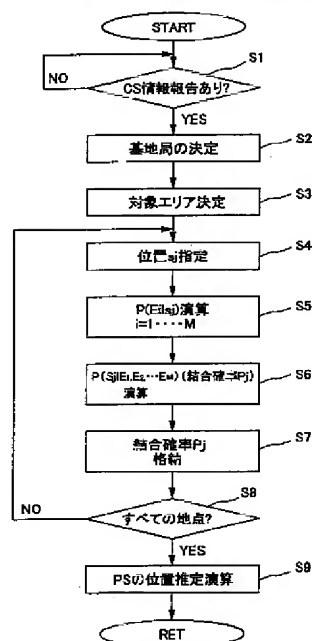 START
S1
CS情報報告あり?
NO
YES
S2
基地局の決定
S3
対象エリア決定
S4
位置sj指定
S5
P(Ei|sj)演算
i=1‥‥M
S6
P(Sj|E₁,E₂‥‥Eᴍ)(結合確率Pj)
演算
S7
結合確率Pj
格納
S8
すべての地点?
NO
YES
S9
PSの位置推定演算
RET